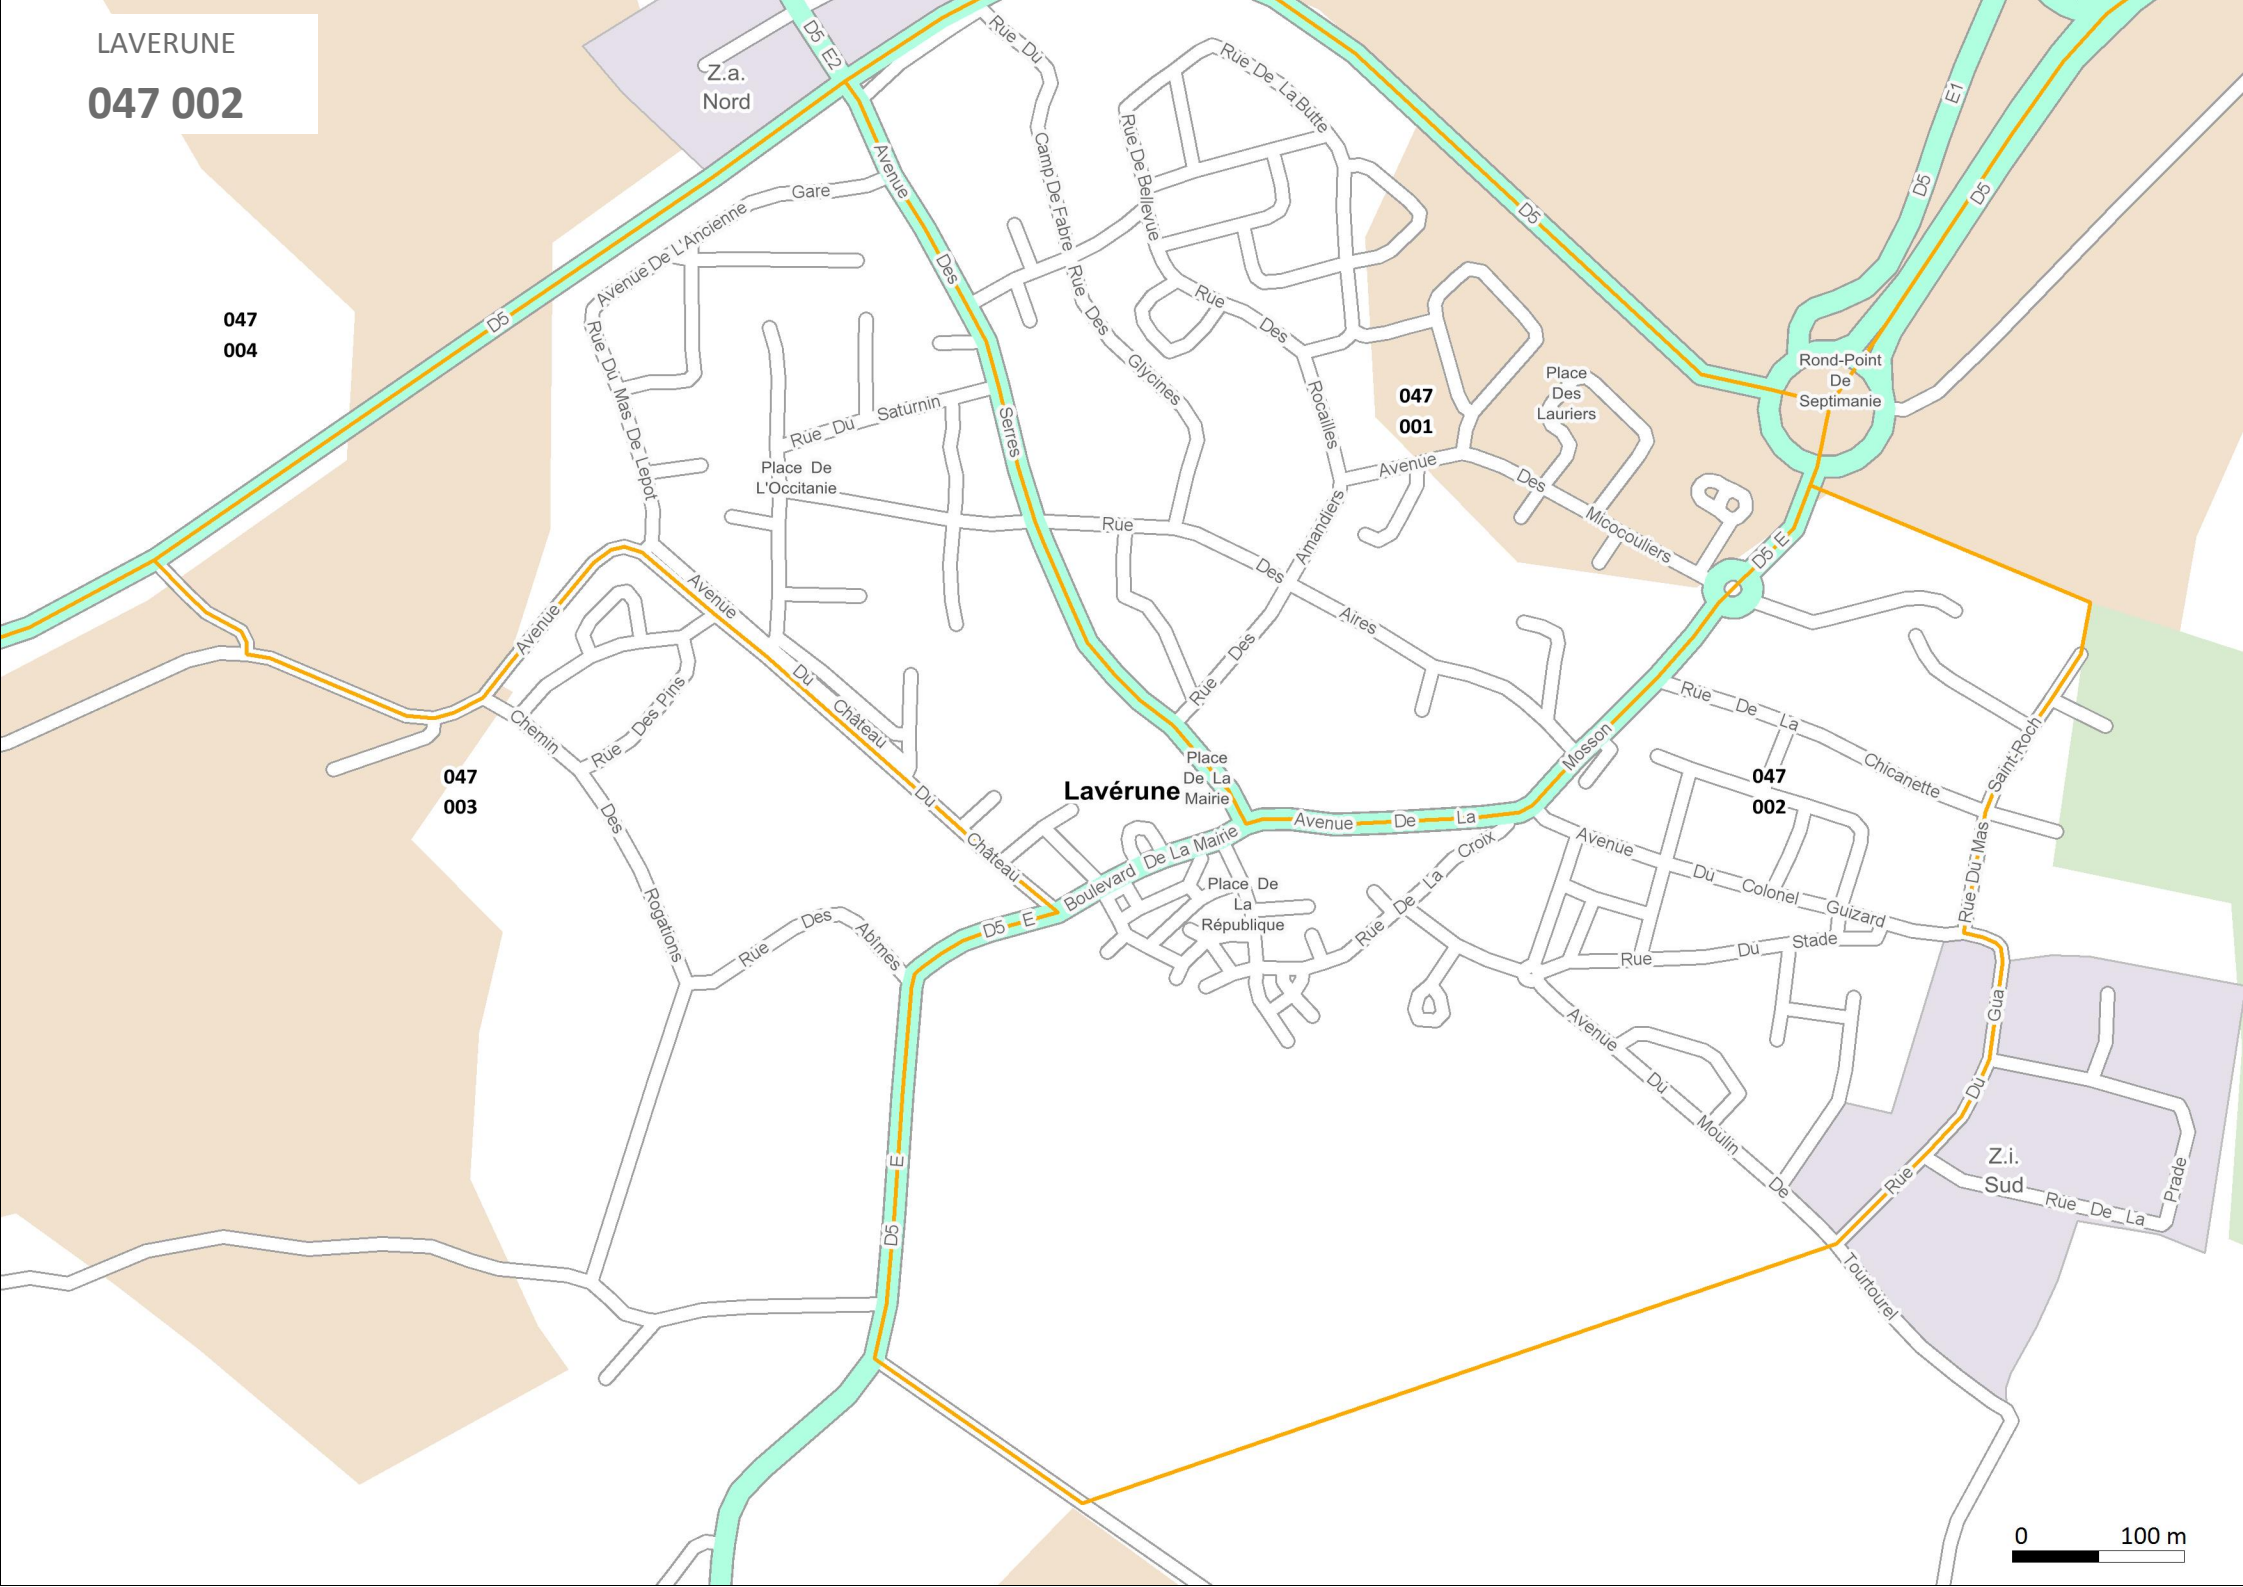 LAVERUNE
047 002
D5 E2
Z.a.
Nord
Rue Du
Camp De Fabre
Rue De La Butte
Rue De Bellevue
E1
D5
D5
D5
Avenue
Des
Serres
Gare
Avenue De L'Ancienne
047
004
D5
Rue Du Mas De Lepot
Rue Des
Glycines
Rue
Des
Rocailles
Rond-Point
De
Septimanie
Place
Des
Lauriers
047
001
Rue Du Saturnin
Place De
L'Occitanie
Avenue
Des
Micocouliers
Rue
Des
Aires
Rue
Des
Amandiers
D5 E
Avenue
Avenue
Du
Château
Du
Château
Rue Des Pins
Chemin
Des
Rogations
047
003
Rue De La
Chicanette
Saint-Roch
Rue Du Mas
Mosson
Place
De La
Mairie
Lavérune
047
002
Avenue De La
Boulevard De La Mairie
Avenue
Du Colonel Guizard
Place De
La
République
Rue De La Croix
D5 E
Rue Des Abîmes
Rue Du Stade
Avenue
Du
Moulin
De
Tourtourel
Rue Du Gua
Z.i.
Sud
Rue De La Prade
D5 E
0 100 m